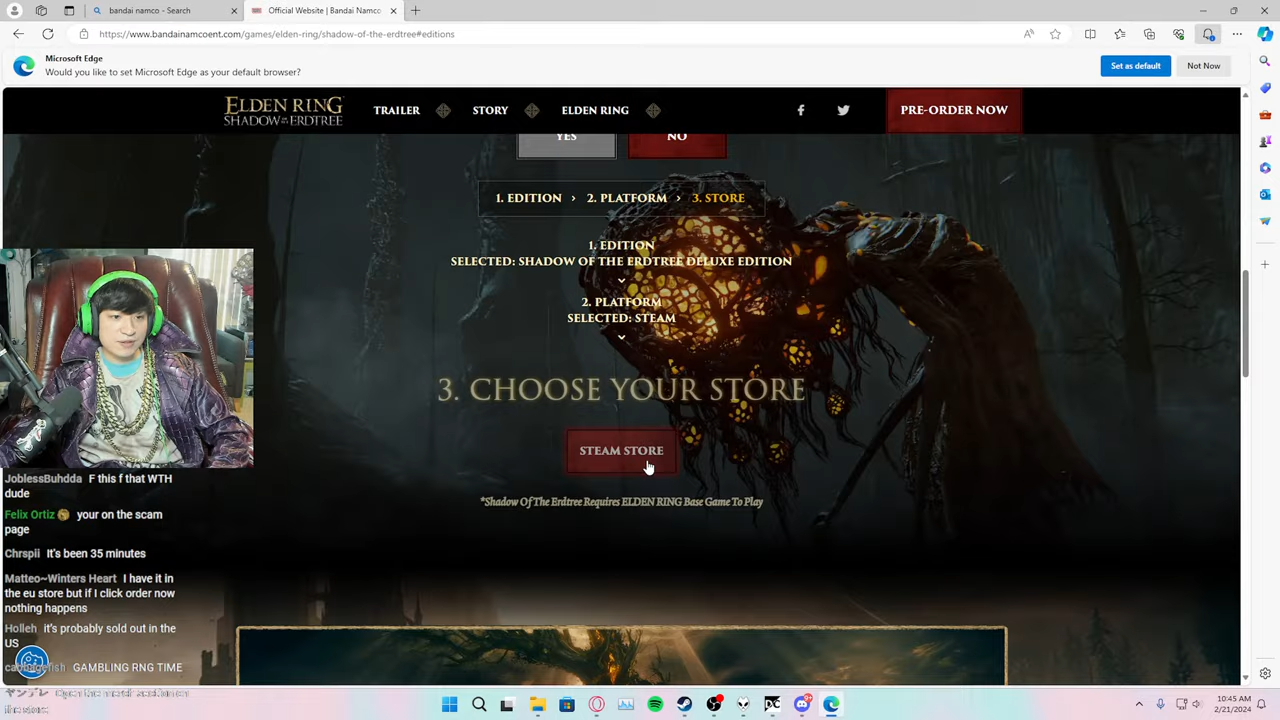 bandai namco - Search
Official Website | Bandai Namco
https://www.bandainamcoent.com/games/elden-ring/shadow-of-the-erdtree#editions
Microsoft Edge
Would you like to set Microsoft Edge as your default browser?
Set as default
Not Now
ELDEN RING
SHADOW OF THE ERDTREE
TRAILER
STORY
ELDEN RING
PRE-ORDER NOW
YES
NO
1. EDITION › 2. PLATFORM › 3. STORE
1. EDITION
SELECTED: SHADOW OF THE ERDTREE DELUXE EDITION
2. PLATFORM
SELECTED: STEAM
3. CHOOSE YOUR STORE
STEAM STORE
*Shadow Of The Erdtree Requires ELDEN RING Base Game To Play
JoblessBuhdda F this f that WTH
dude
Felix Ortiz your on the scam
page
Chrspii It's been 35 minutes
Matteo~Winters Heart I have it in
the eu store but if I click order now
nothing happens
Holleh it's probably sold out in the
US
GAMBLING RNG TIME
10:45 AM
2/21/2024